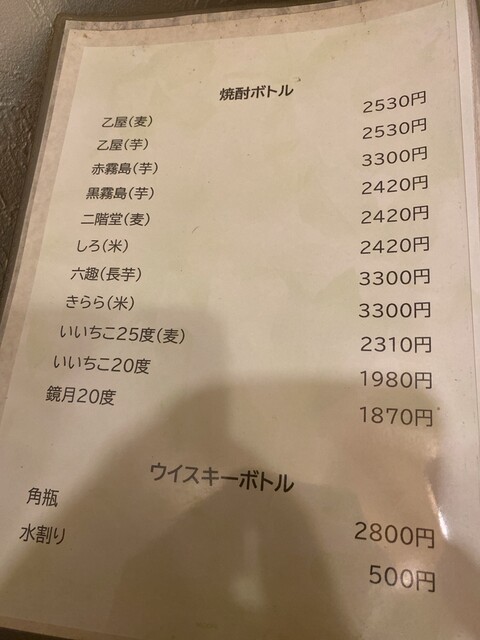 焼酎ボトル
乙屋(麦) 2530円
乙屋(芋) 2530円
赤霧島(芋) 3300円
黒霧島(芋) 2420円
二階堂(麦) 2420円
しろ(米) 2420円
六趣(長芋) 3300円
きらら(米) 3300円
いいちこ25度(麦) 2310円
いいちこ20度 1980円
鏡月20度 1870円
ウイスキーボトル
角瓶 2800円
水割り 500円